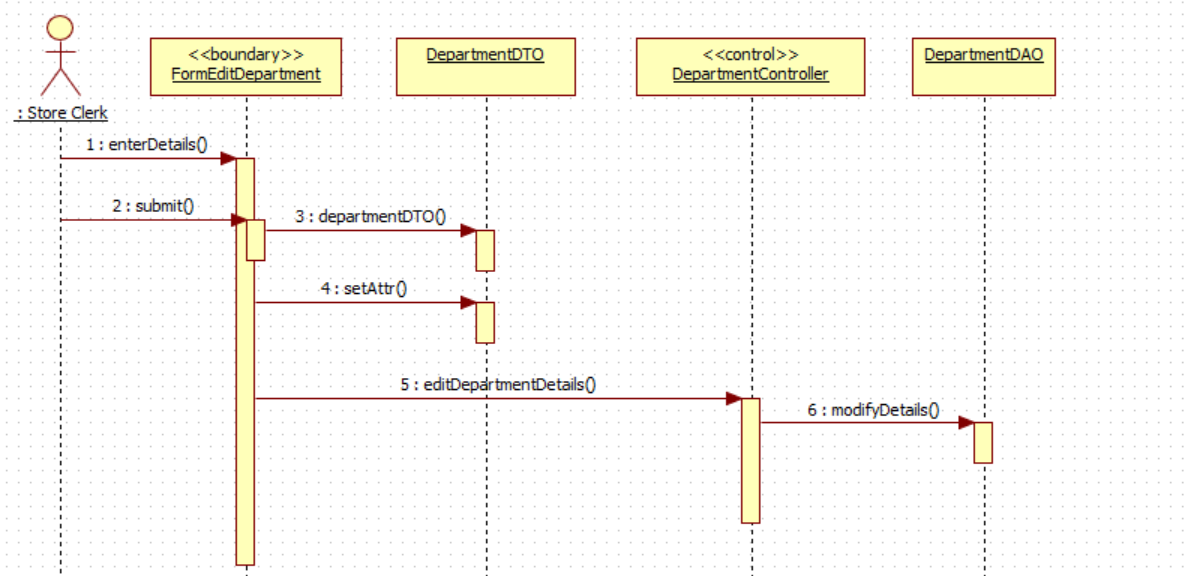 <<boundary>>
FormEditDepartment
DepartmentDTO
<<control>>
DepartmentController
DepartmentDAO
: Store Clerk
1 : enterDetails()
2 : submit()
3 : departmentDTO()
4 : setAttr()
5 : editDepartmentDetails()
6 : modifyDetails()